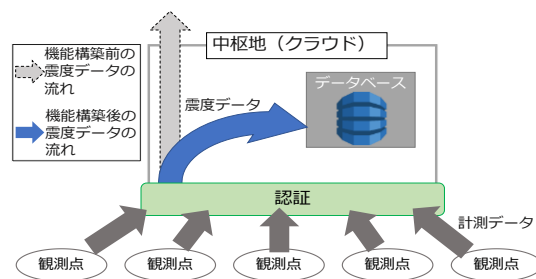 機能構築前の
震度データの
流れ
機能構築後の
震度データの
流れ
中枢地（クラウド）
データベース
震度データ
認証
計測データ
観測点
観測点
観測点
観測点
観測点